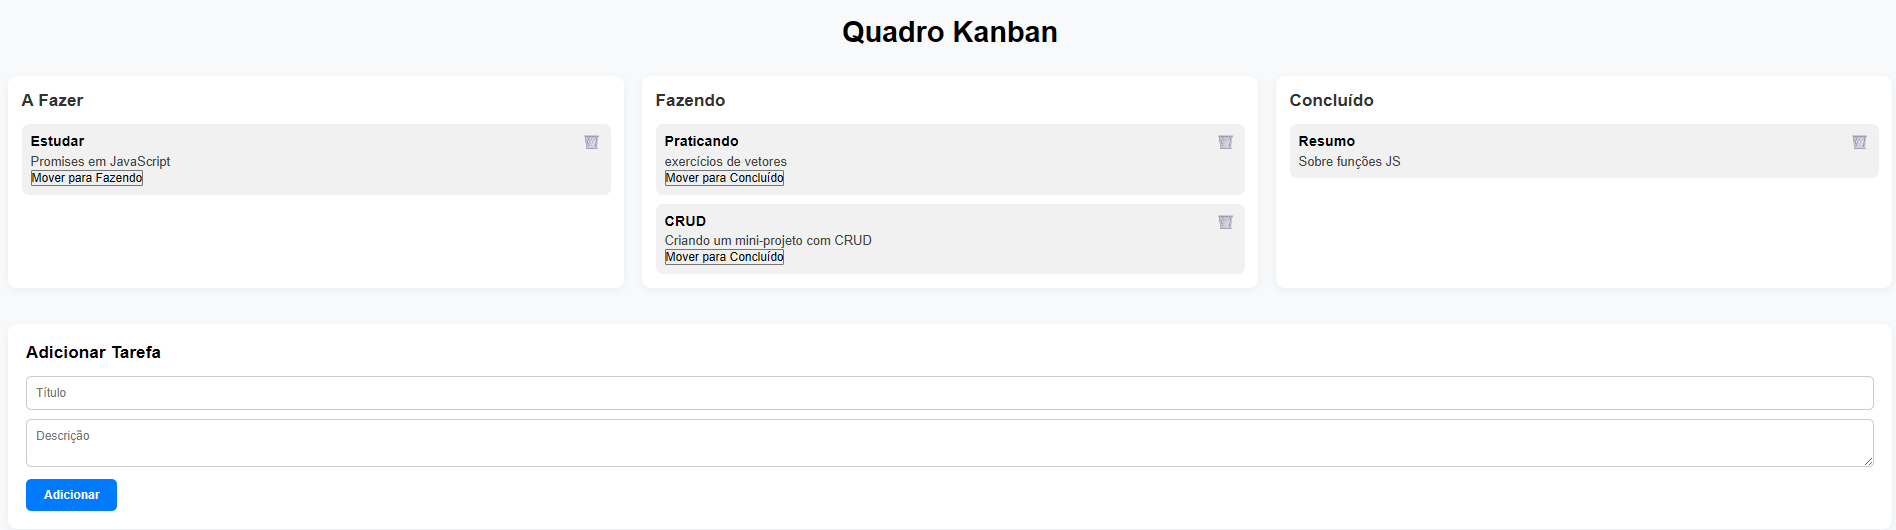 Quadro Kanban
A Fazer
Estudar
Promises em JavaScript
Mover para Fazendo
Fazendo
Praticando
exercícios de vetores
Mover para Concluído
CRUD
Criando um mini-projeto com CRUD
Mover para Concluído
Concluído
Resumo
Sobre funções JS
Adicionar Tarefa
Título
Descrição
Adicionar